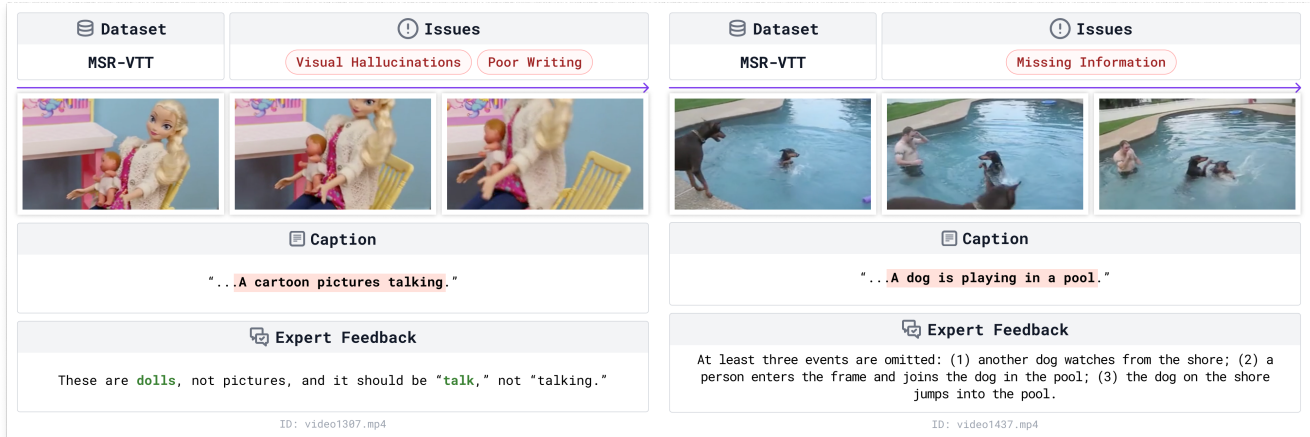 Dataset
Issues
MSR-VTT
Visual Hallucinations
Poor Writing
Caption
“...A cartoon pictures talking.”
Expert Feedback
These are dolls, not pictures, and it should be “talk,” not “talking.”
ID: video1307.mp4
Dataset
Issues
MSR-VTT
Missing Information
Caption
“...A dog is playing in a pool.”
Expert Feedback
At least three events are omitted: (1) another dog watches from the shore; (2) a
person enters the frame and joins the dog in the pool; (3) the dog on the shore
jumps into the pool.
ID: video1437.mp4